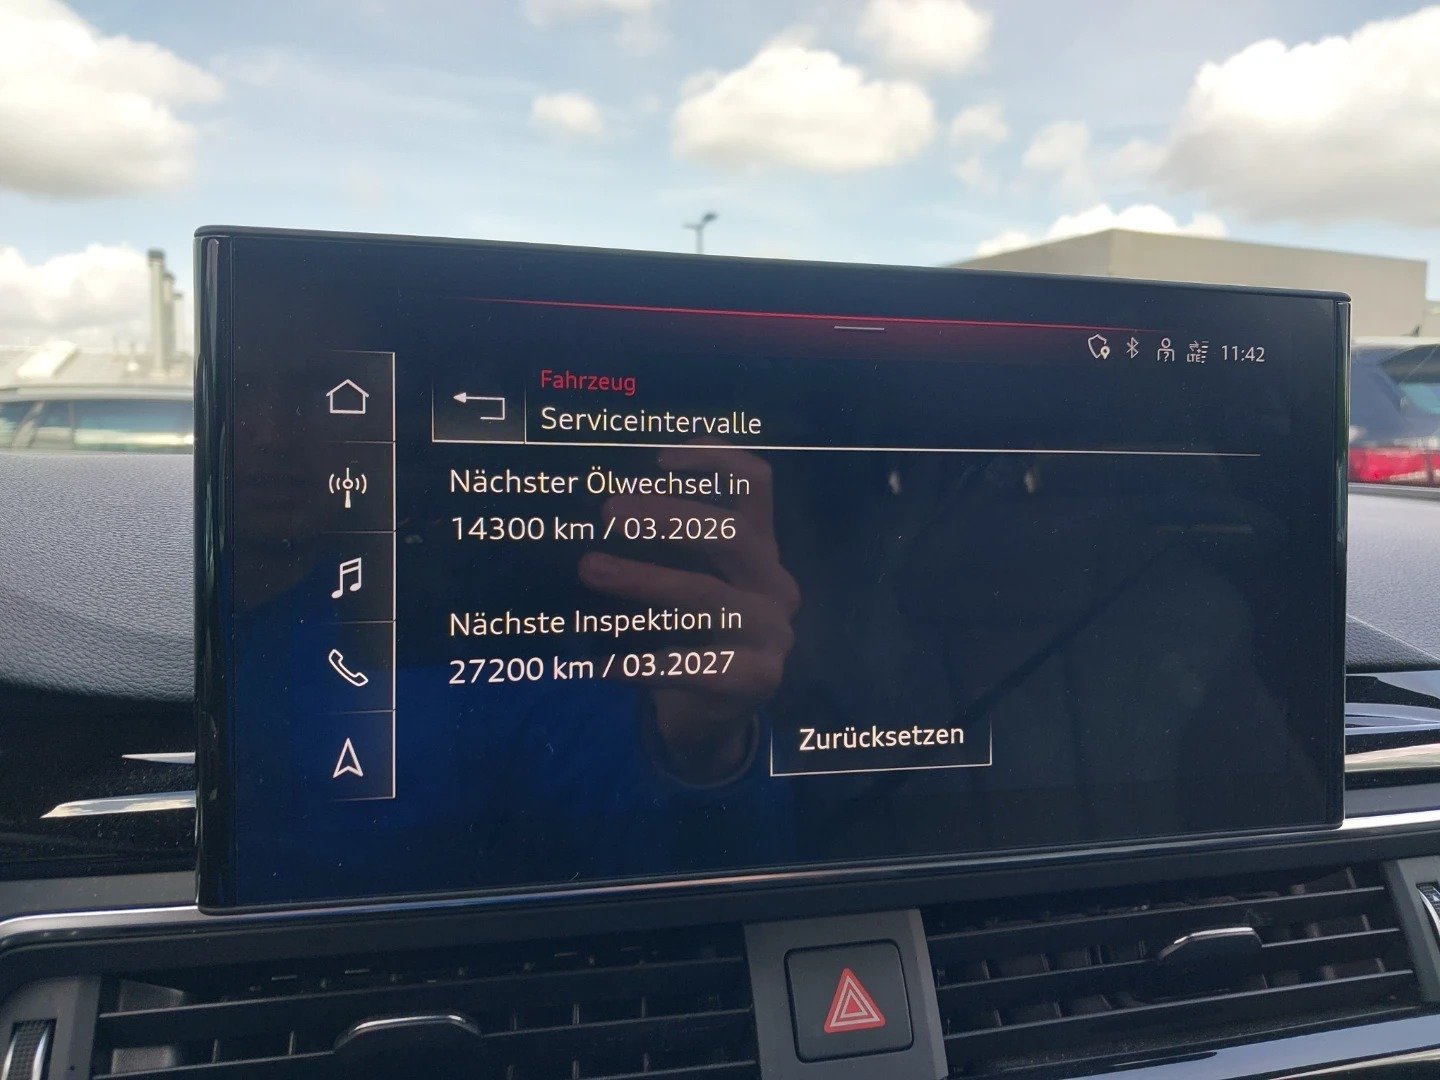 LTE
11:42
Fahrzeug
Serviceintervalle
Nächster Ölwechsel in
14300 km / 03.2026
Nächste Inspektion in
27200 km / 03.2027
Zurücksetzen